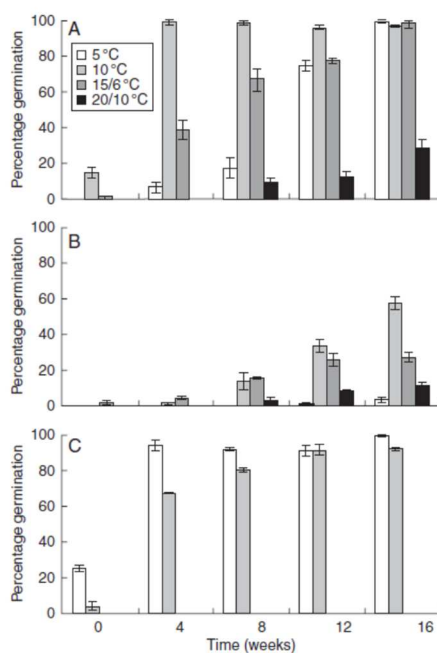 A
5 °C
10 °C
15/6 °C
20/10 °C
Percentage germination
100
80
60
40
20
0
B
Percentage germination
100
80
60
40
20
0
C
Percentage germination
100
80
60
40
20
0
0 4 8 12 16
Time (weeks)